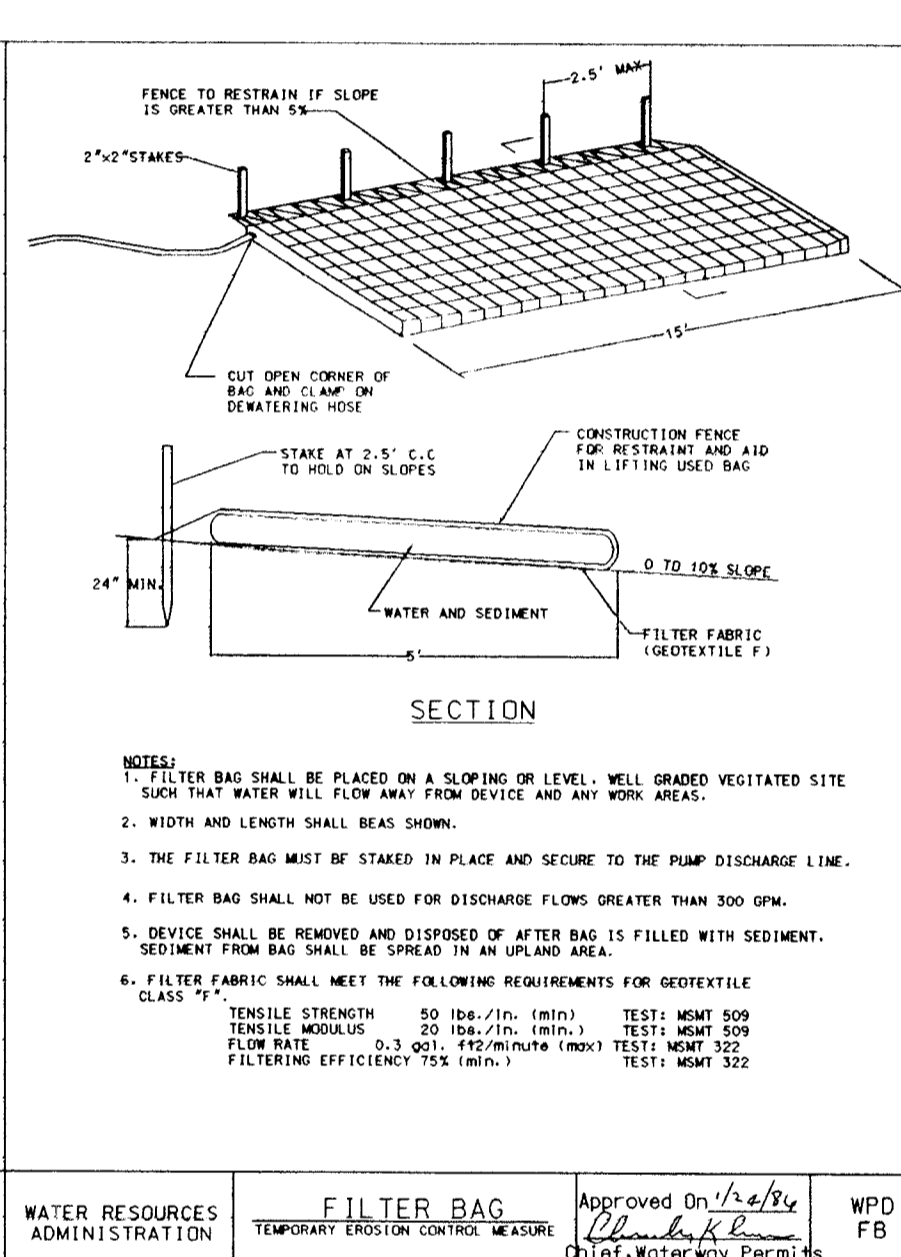 FENCE TO RESTRAIN IF SLOPE
IS GREATER THAN 5%
2.5' MAX
2"x2"STAKES
15'
CUT OPEN CORNER OF
BAG AND CLAMP ON
DEWATERING HOSE
STAKE AT 2.5' C.C
TO HOLD ON SLOPES
CONSTRUCTION FENCE
FOR RESTRAINT AND AID
IN LIFTING USED BAG
0 TO 10% SLOPE
24" MIN.
WATER AND SEDIMENT
FILTER FABRIC
(GEOTEXTILE F)
5'
SECTION
NOTES:
1. FILTER BAG SHALL BE PLACED ON A SLOPING OR LEVEL. WELL GRADED VEGITATED SITE
SUCH THAT WATER WILL FLOW AWAY FROM DEVICE AND ANY WORK AREAS.
2. WIDTH AND LENGTH SHALL BEAS SHOWN.
3. THE FILTER BAG MUST BE STAKED IN PLACE AND SECURE TO THE PUMP DISCHARGE LINE.
4. FILTER BAG SHALL NOT BE USED FOR DISCHARGE FLOWS GREATER THAN 300 GPM.
5. DEVICE SHALL BE REMOVED AND DISPOSED OF AFTER BAG IS FILLED WITH SEDIMENT.
SEDIMENT FROM BAG SHALL BE SPREAD IN AN UPLAND AREA.
6. FILTER FABRIC SHALL MEET THE FOLLOWING REQUIREMENTS FOR GEOTEXTILE
CLASS "F".
TENSILE STRENGTH 50 lbs./in. (min) TEST: MSMT 509
TENSILE MODULUS 20 lbs./in. (min.) TEST: MSMT 509
FLOW RATE 0.3 gal. ft2/minute (max) TEST: MSMT 322
FILTERING EFFICIENCY 75% (min.) TEST: MSMT 322
WATER RESOURCES
ADMINISTRATION
FILTER BAG
TEMPORARY EROSION CONTROL MEASURE
Approved On 1/24/86
Chief, Waterway Permits
WPD
FB